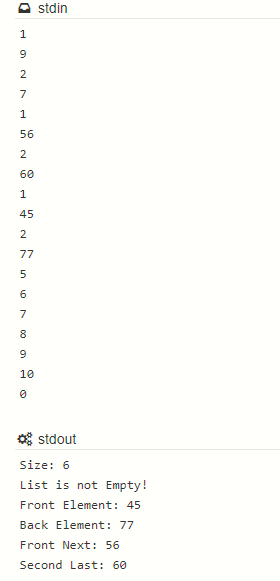 stdin
1
9
2
7
1
56
2
60
1
45
2
77
5
6
7
8
9
10
0
stdout
Size: 6
List is not Empty!
Front Element: 45
Back Element: 77
Front Next: 56
Second Last: 60